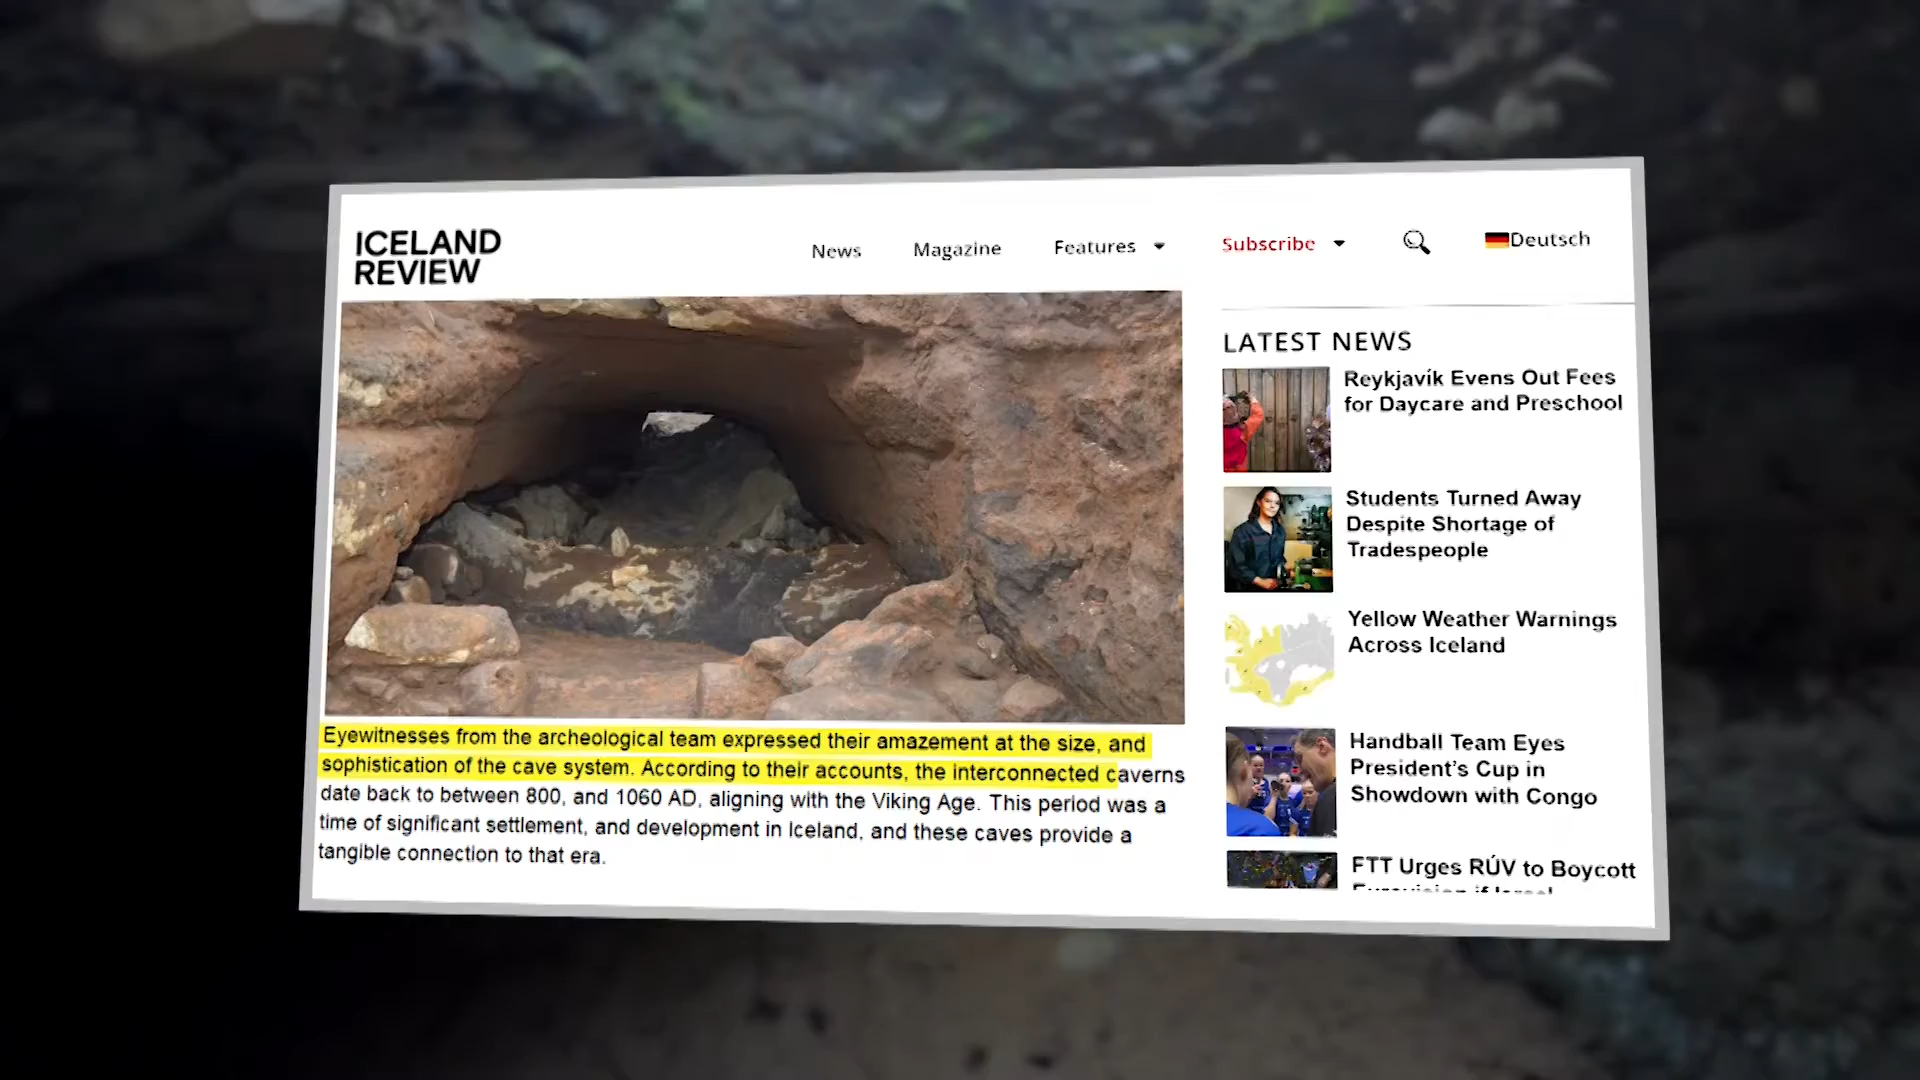 ICELAND
REVIEW
News
Magazine
Features
Subscribe
Deutsch
LATEST NEWS
Reykjavík Evens Out Fees
for Daycare and Preschool
Students Turned Away
Despite Shortage of
Tradespeople
Yellow Weather Warnings
Across Iceland
Handball Team Eyes
President's Cup in
Showdown with Congo
FTT Urges RÚV to Boycott
Eurovision if Israel
Eyewitnesses from the archeological team expressed their amazement at the size, and
sophistication of the cave system. According to their accounts, the interconnected caverns
date back to between 800, and 1060 AD, aligning with the Viking Age. This period was a
time of significant settlement, and development in Iceland, and these caves provide a
tangible connection to that era.